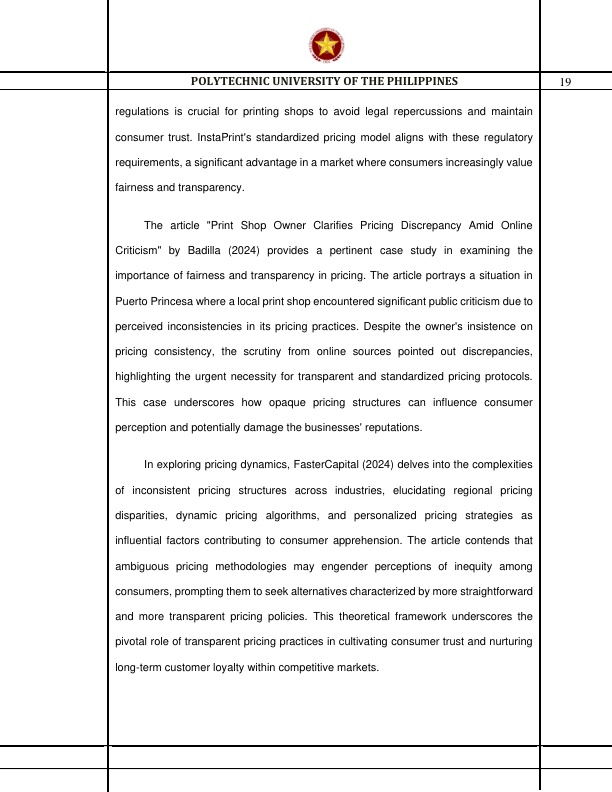 POLYTECHNIC UNIVERSITY OF THE PHILIPPINES
19
regulations is crucial for printing shops to avoid legal repercussions and maintain
consumer trust. InstaPrint's standardized pricing model aligns with these regulatory
requirements, a significant advantage in a market where consumers increasingly value
fairness and transparency.
The article "Print Shop Owner Clarifies Pricing Discrepancy Amid Online
Criticism" by Badilla (2024) provides a pertinent case study in examining the
importance of fairness and transparency in pricing. The article portrays a situation in
Puerto Princesa where a local print shop encountered significant public criticism due to
perceived inconsistencies in its pricing practices. Despite the owner's insistence on
pricing consistency, the scrutiny from online sources pointed out discrepancies,
highlighting the urgent necessity for transparent and standardized pricing protocols.
This case underscores how opaque pricing structures can influence consumer
perception and potentially damage the businesses' reputations.
In exploring pricing dynamics, FasterCapital (2024) delves into the complexities
of inconsistent pricing structures across industries, elucidating regional pricing
disparities, dynamic pricing algorithms, and personalized pricing strategies as
influential factors contributing to consumer apprehension. The article contends that
ambiguous pricing methodologies may engender perceptions of inequity among
consumers, prompting them to seek alternatives characterized by more straightforward
and more transparent pricing policies. This theoretical framework underscores the
pivotal role of transparent pricing practices in cultivating consumer trust and nurturing
long-term customer loyalty within competitive markets.